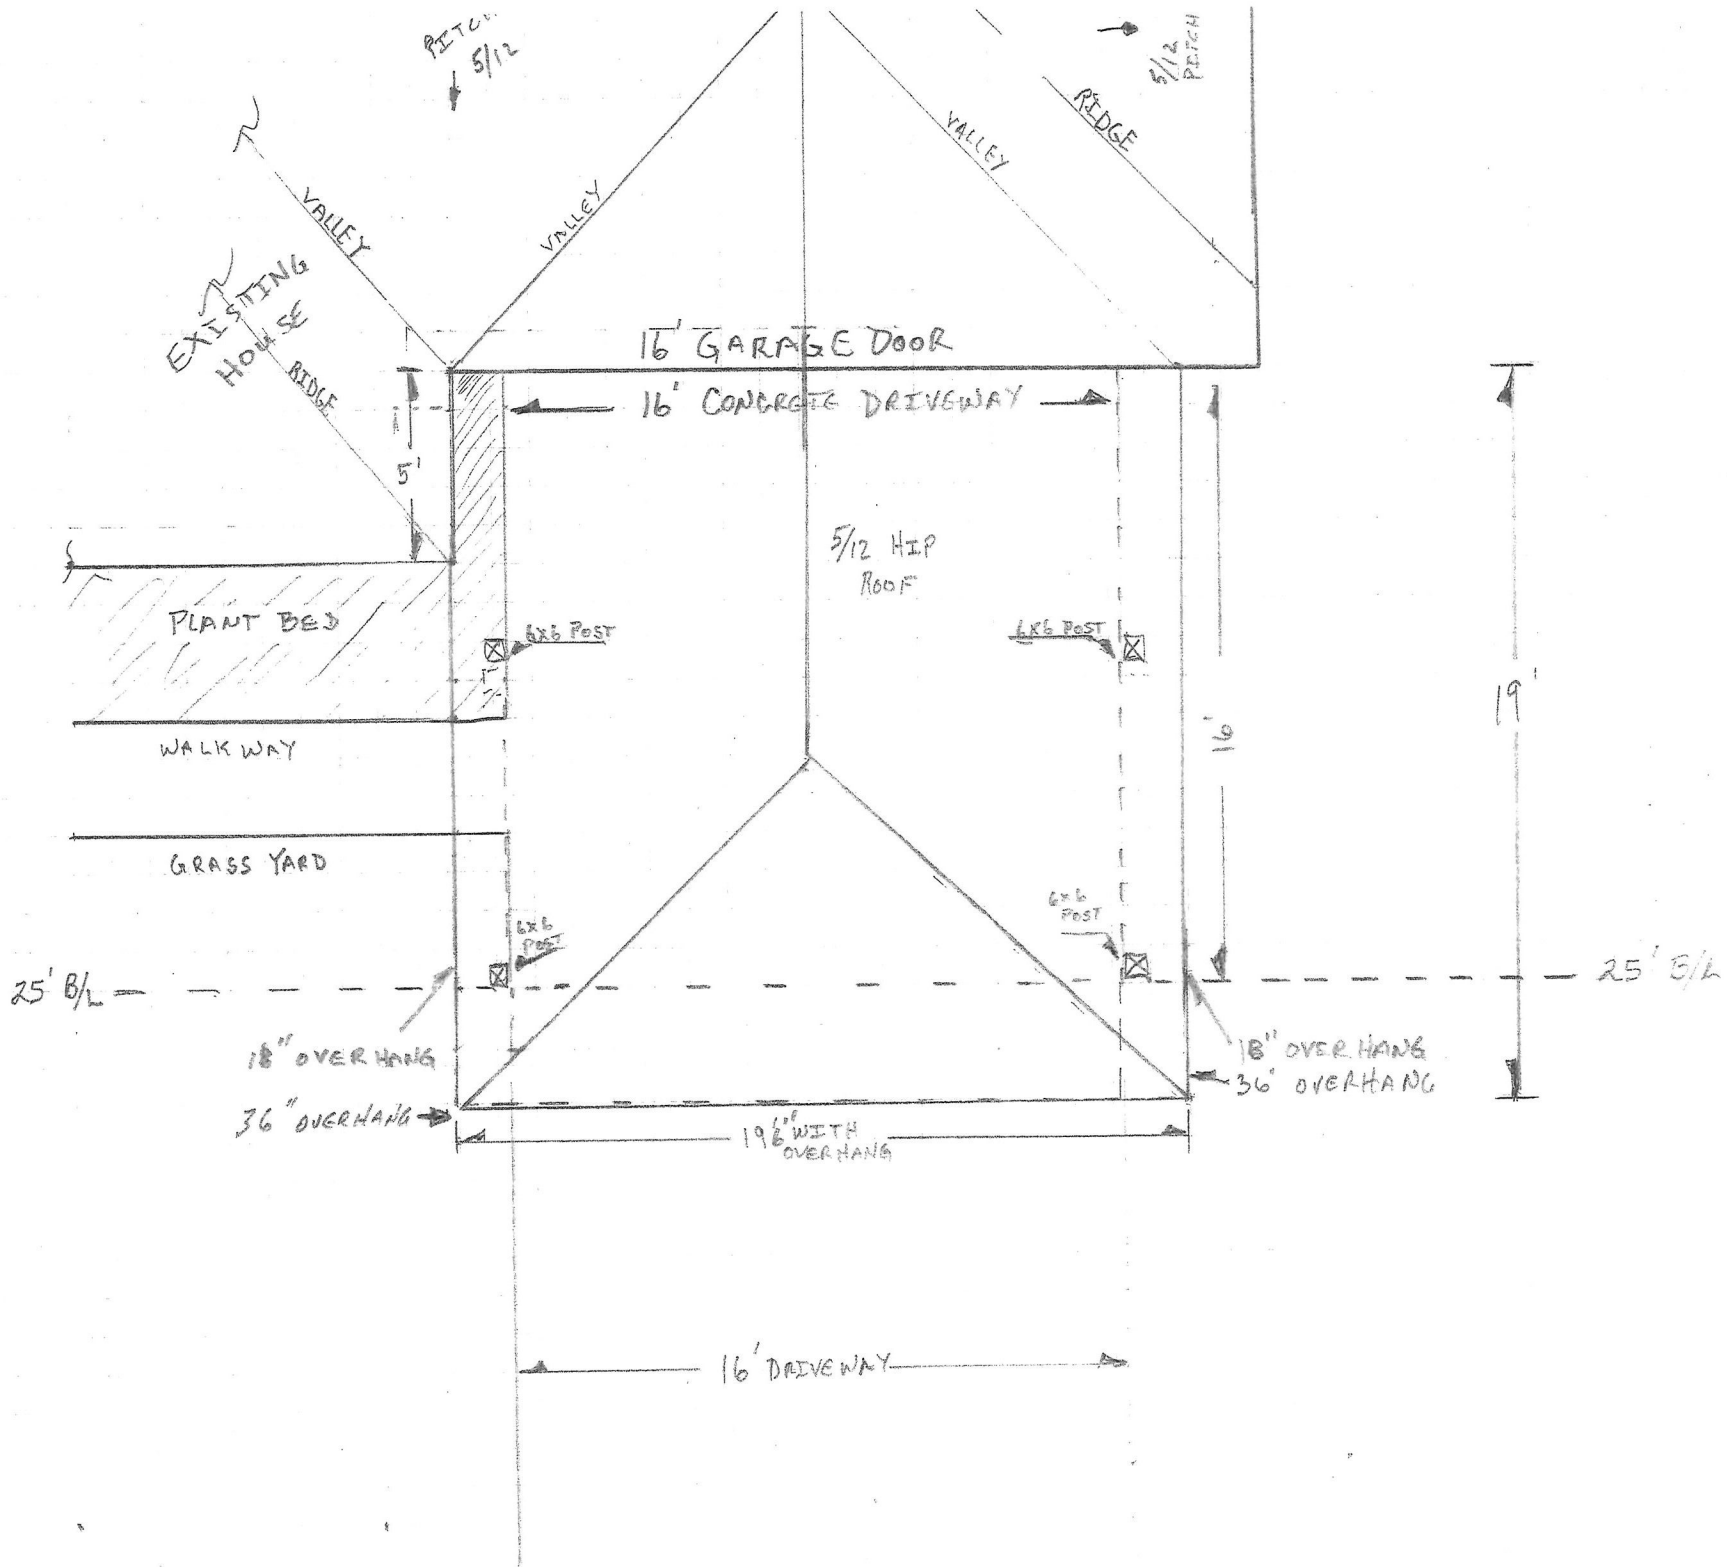 PITCH
5/12
5/12
PITCH
RIDGE
VALLEY
VALLEY
VALLEY
EXISTING
HOUSE
RIDGE
16' GARAGE DOOR
16' CONCRETE DRIVEWAY
5'
5/12 HIP
ROOF
PLANT BED
6X6 POST
6X6 POST
19'
16'
WALKWAY
GRASS YARD
6x6
POST
6x6
POST
25' B/L
25' B/L
18" OVERHANG
18" OVERHANG
36" OVERHANG
36' OVERHANG
19'6" WITH
OVERHANG
16' DRIVEWAY